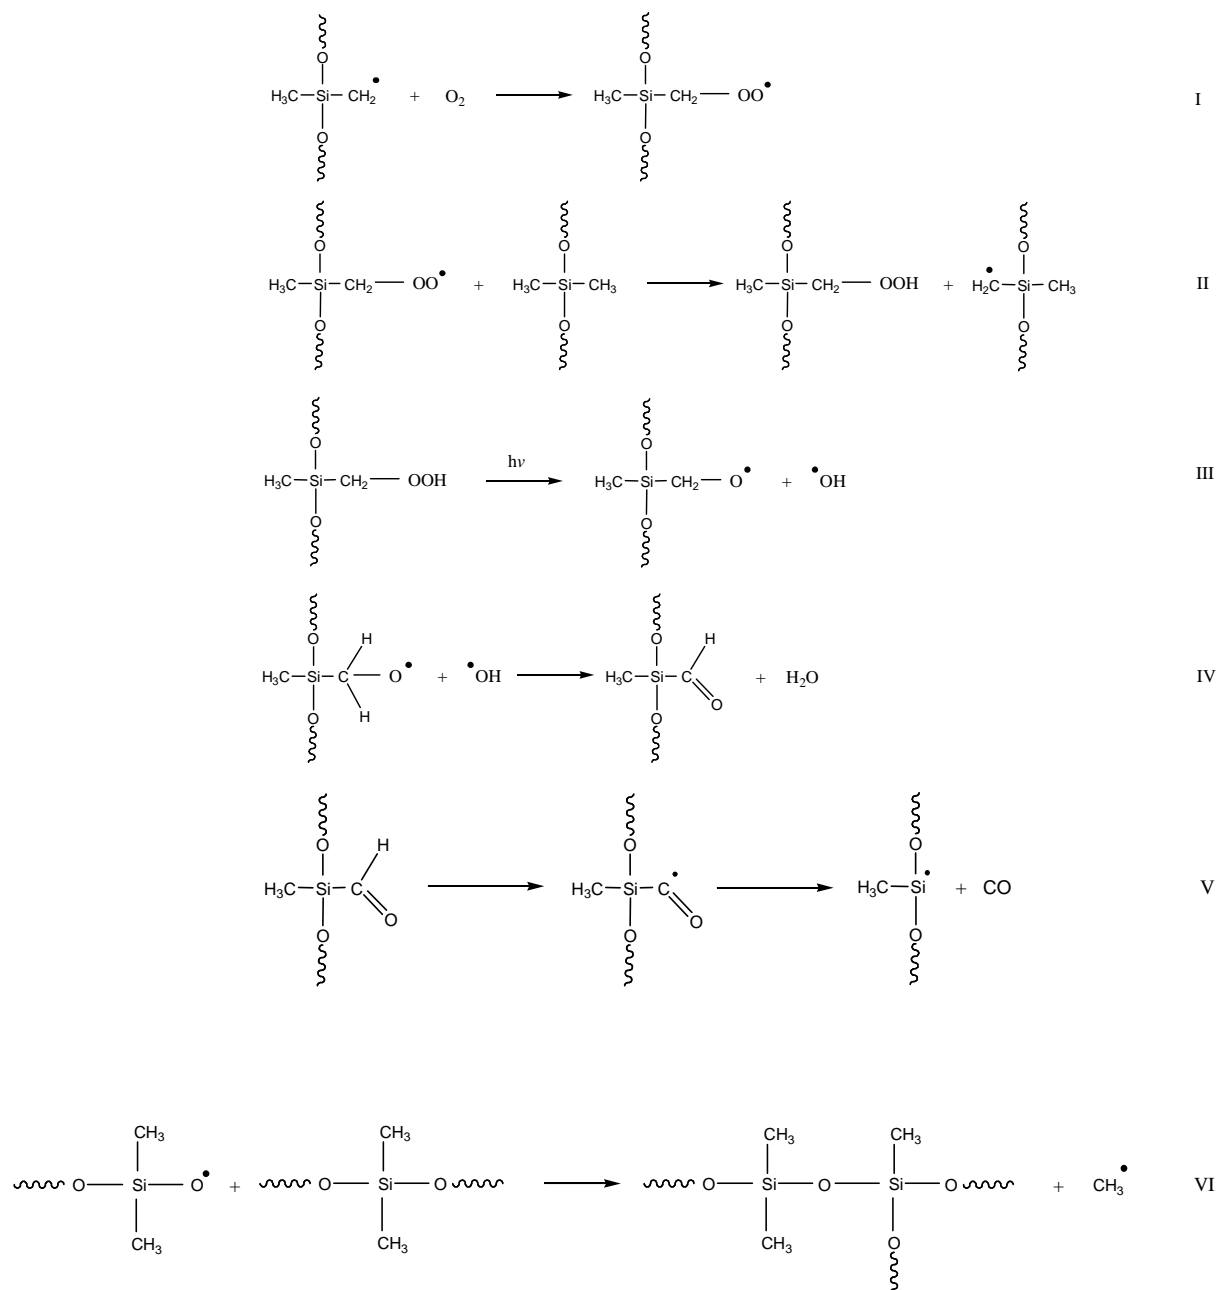 O O
H₃C Si CH₂• + O₂ H₃C Si CH₂ OO• I
O O
O O O O
H₃C Si CH₂ OO• + H₃C Si CH₃ H₃C Si CH₂ OOH + H₂C• Si CH₃ II
O O O O
O O
hν
H₃C Si CH₂ OOH H₃C Si CH₂ O• + •OH III
O O
O H O H
H₃C Si C O• + •OH H₃C Si C + H₂O IV
O H O O
O H O O
H₃C Si C H₃C Si C• H₃C Si• + CO V
O O O O O
CH₃ CH₃ CH₃ CH₃
O Si O• + O Si O O Si O Si O + CH₃• VI
CH₃ CH₃ CH₃ O